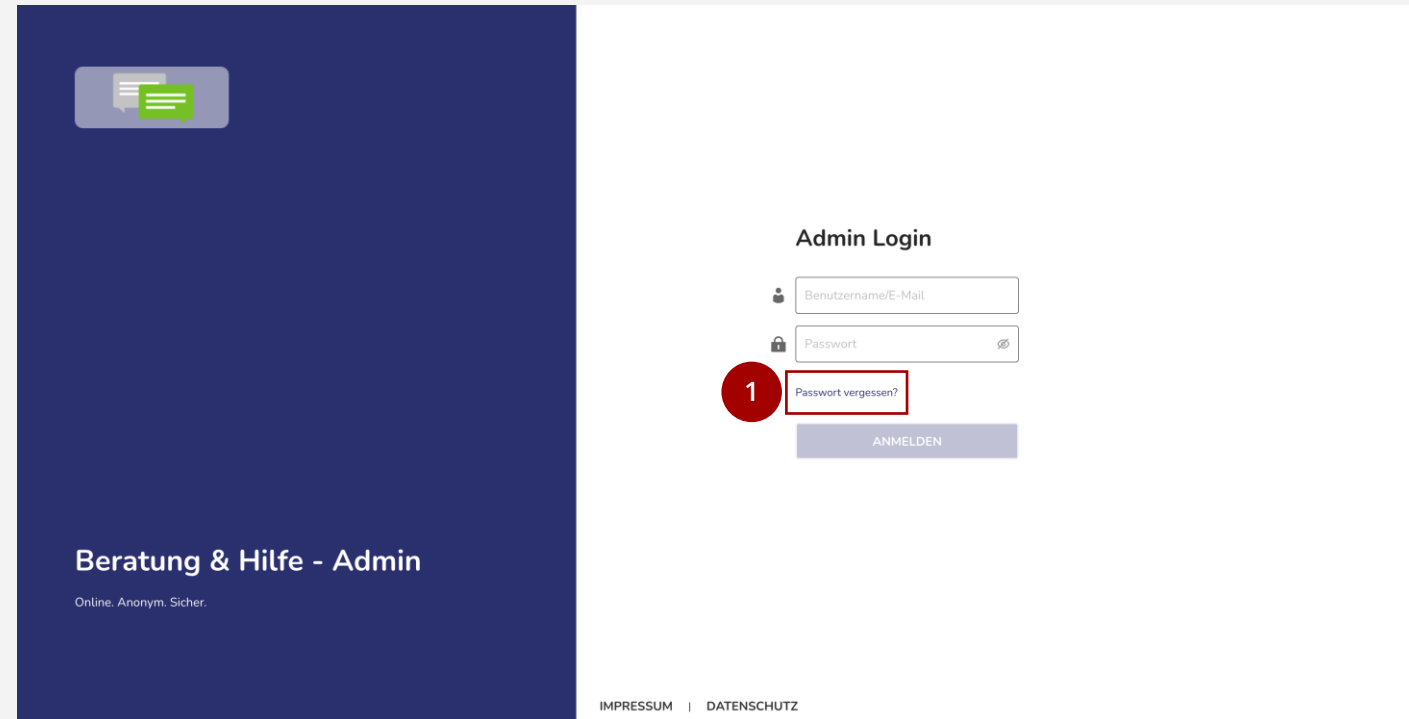 Admin Login
Benutzername/E-Mail
Passwort
1
Passwort vergessen?
ANMELDEN
Beratung & Hilfe - Admin
Online. Anonym. Sicher.
IMPRESSUM | DATENSCHUTZ